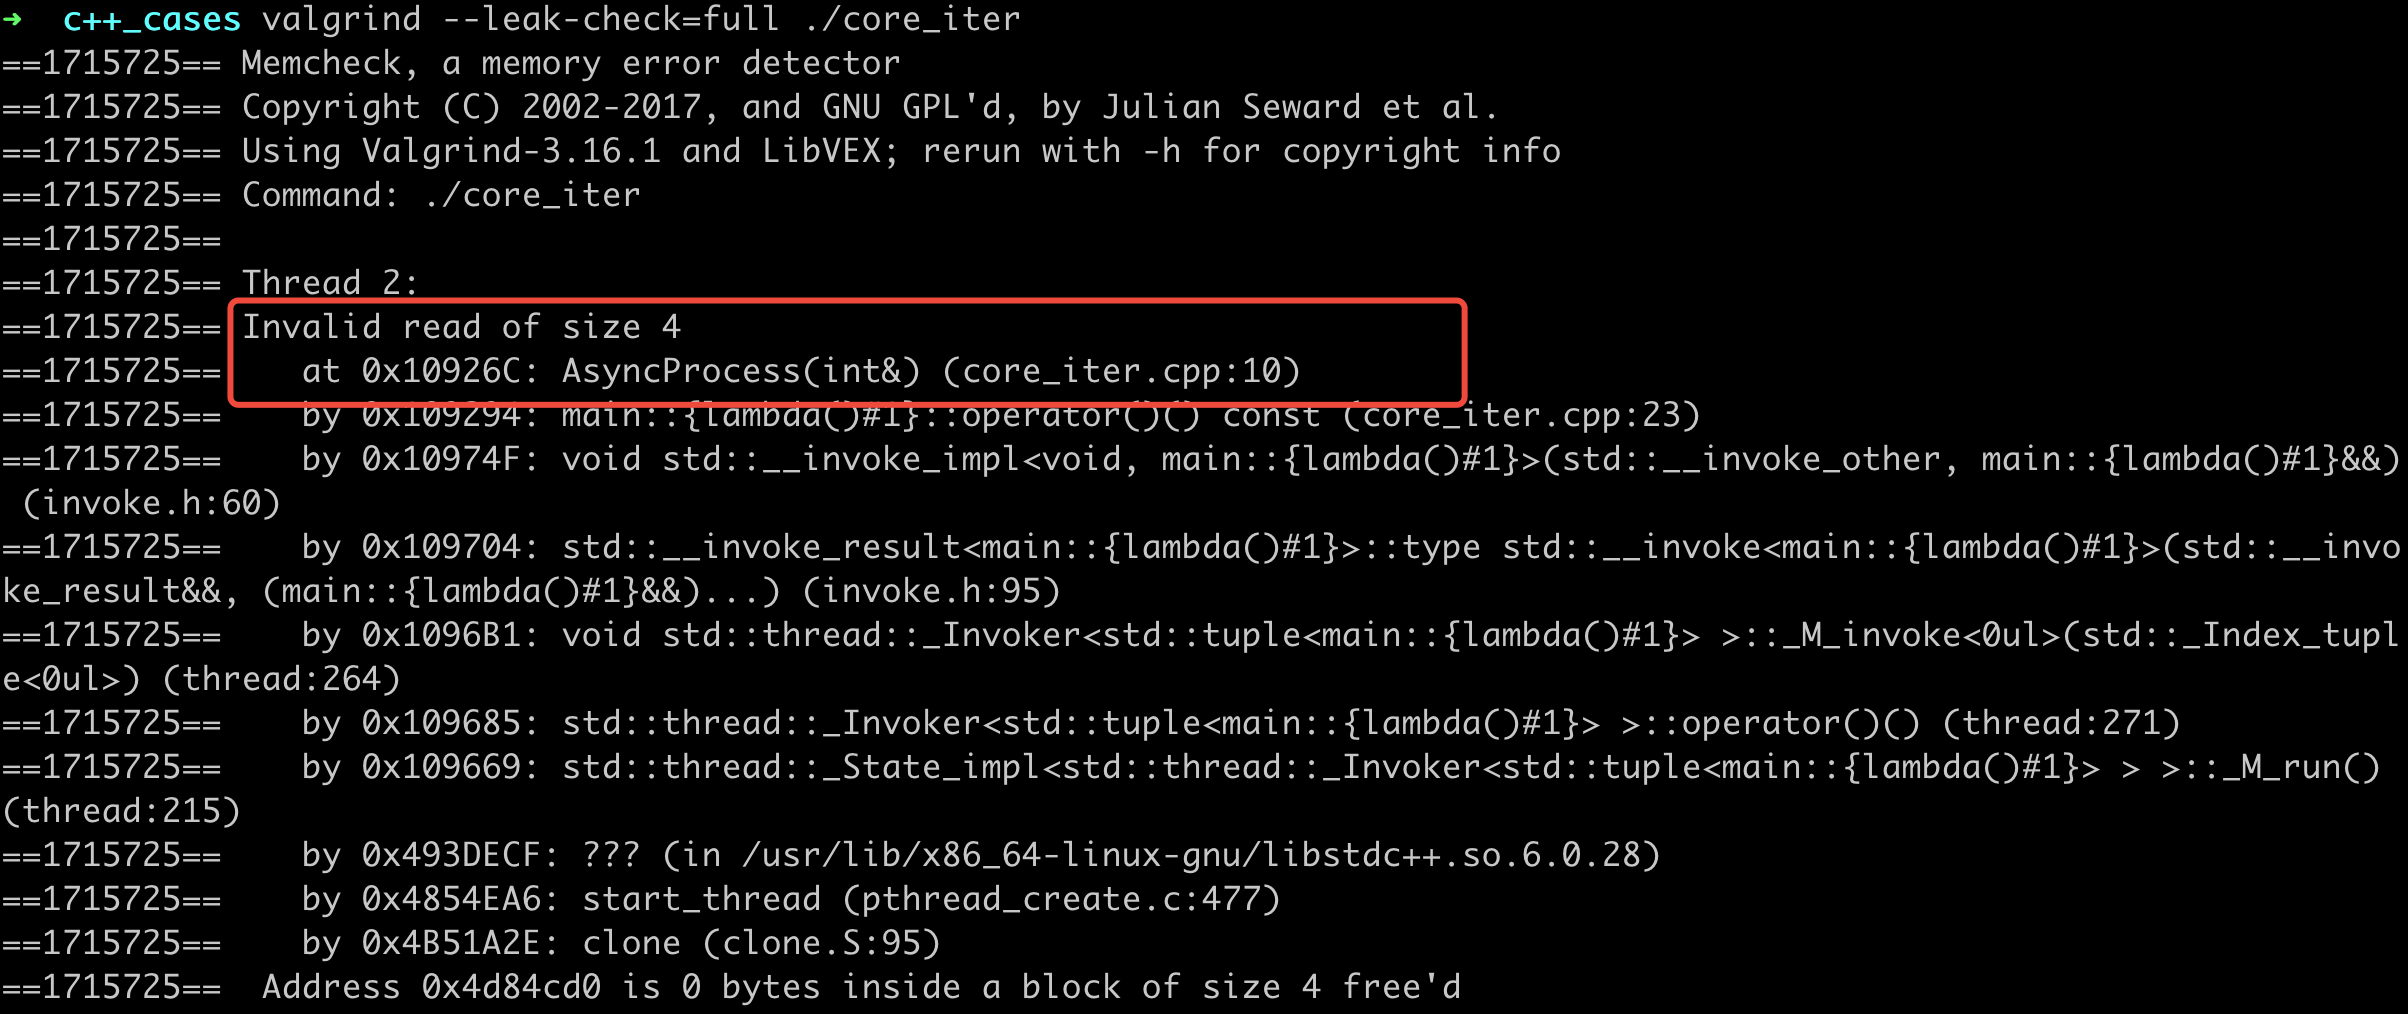 ➜  c++_cases valgrind --leak-check=full ./core_iter
==1715725== Memcheck, a memory error detector
==1715725== Copyright (C) 2002-2017, and GNU GPL'd, by Julian Seward et al.
==1715725== Using Valgrind-3.16.1 and LibVEX; rerun with -h for copyright info
==1715725== Command: ./core_iter
==1715725==
==1715725== Thread 2:
==1715725== Invalid read of size 4
==1715725==    at 0x10926C: AsyncProcess(int&) (core_iter.cpp:10)
==1715725==    by 0x109294: main::{lambda()#1}::operator()() const (core_iter.cpp:23)
==1715725==    by 0x10974F: void std::__invoke_impl<void, main::{lambda()#1}>(std::__invoke_other, main::{lambda()#1}&&)
 (invoke.h:60)
==1715725==    by 0x109704: std::__invoke_result<main::{lambda()#1}>::type std::__invoke<main::{lambda()#1}>(std::__invo
ke_result&&, (main::{lambda()#1}&&)...) (invoke.h:95)
==1715725==    by 0x1096B1: void std::thread::_Invoker<std::tuple<main::{lambda()#1}> >::_M_invoke<0ul>(std::_Index_tupl
e<0ul>) (thread:264)
==1715725==    by 0x109685: std::thread::_Invoker<std::tuple<main::{lambda()#1}> >::operator()() (thread:271)
==1715725==    by 0x109669: std::thread::_State_impl<std::thread::_Invoker<std::tuple<main::{lambda()#1}> > >::_M_run()
(thread:215)
==1715725==    by 0x493DECF: ??? (in /usr/lib/x86_64-linux-gnu/libstdc++.so.6.0.28)
==1715725==    by 0x4854EA6: start_thread (pthread_create.c:477)
==1715725==    by 0x4B51A2E: clone (clone.S:95)
==1715725==  Address 0x4d84cd0 is 0 bytes inside a block of size 4 free'd